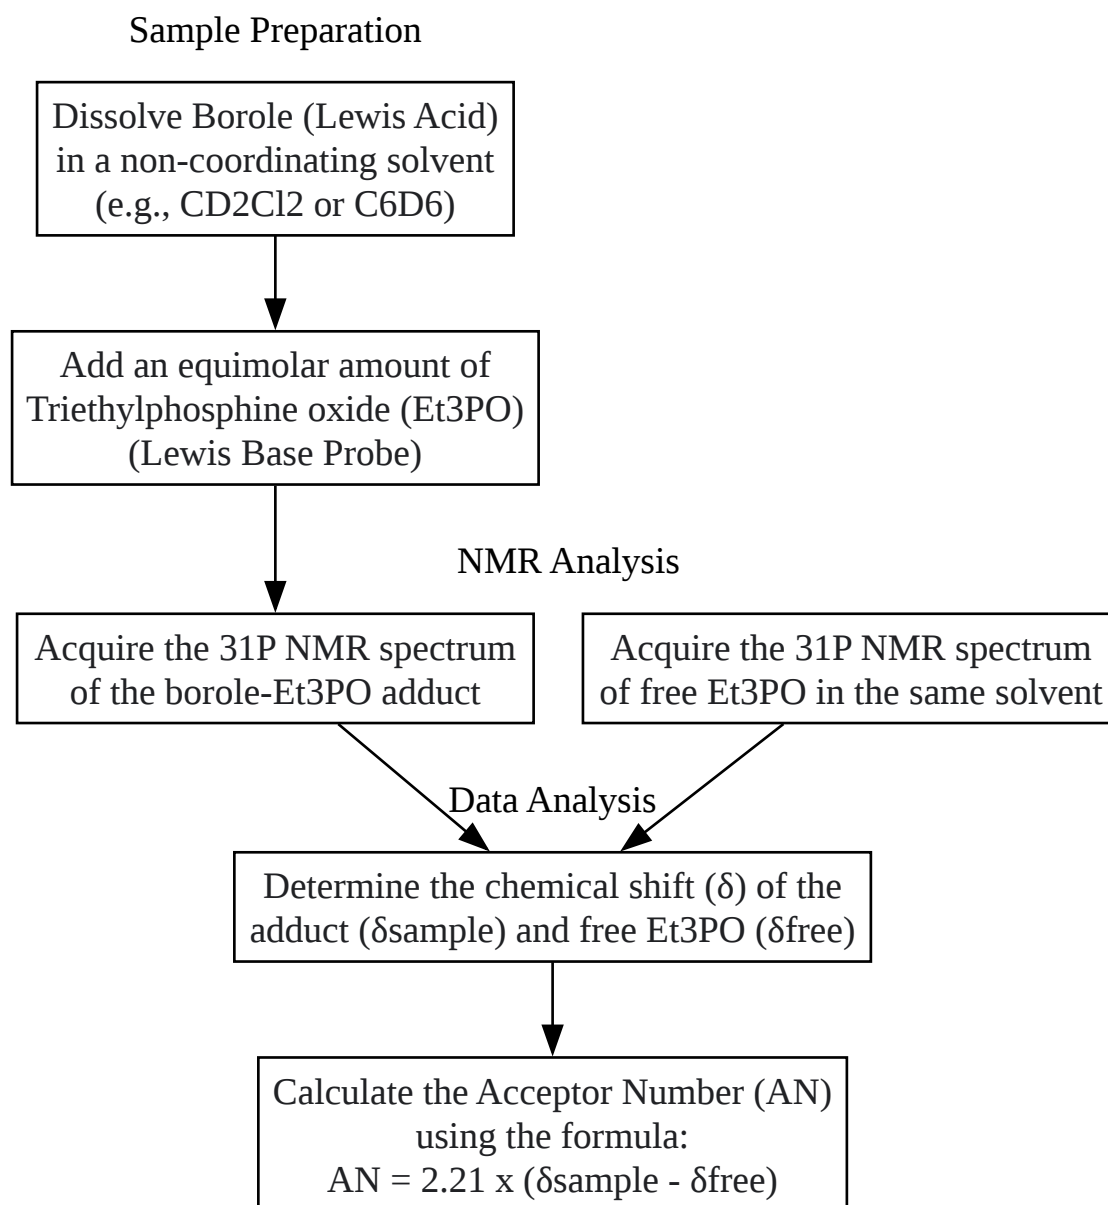 Sample Preparation
Dissolve Borole (Lewis Acid)
in a non-coordinating solvent
(e.g., CD2Cl2 or C6D6)
Add an equimolar amount of
Triethylphosphine oxide (Et3PO)
(Lewis Base Probe)
NMR Analysis
Acquire the 31P NMR spectrum
of the borole-Et3PO adduct
Acquire the 31P NMR spectrum
of free Et3PO in the same solvent
Data Analysis
Determine the chemical shift (δ) of the
adduct (δsample) and free Et3PO (δfree)
Calculate the Acceptor Number (AN)
using the formula:
AN = 2.21 x (δsample - δfree)